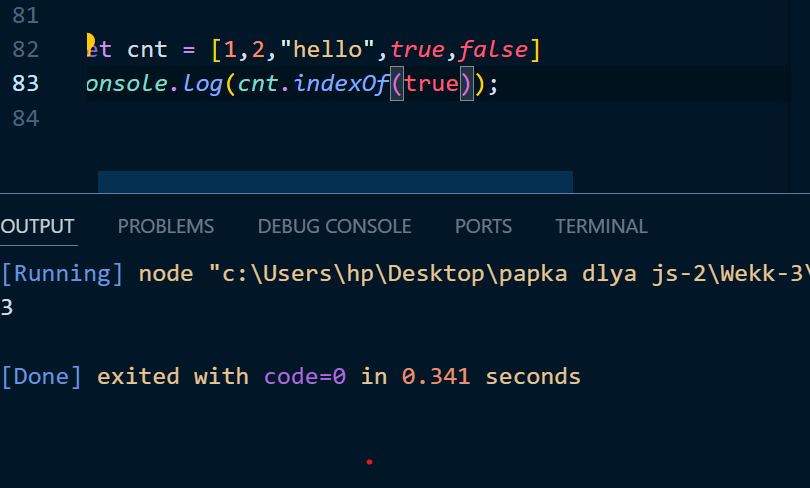 81
82 et cnt = [1,2,"hello",true,false]
83 onsole.log(cnt.indexOf(true));
84
OUTPUT PROBLEMS DEBUG CONSOLE PORTS TERMINAL
[Running] node "c:\Users\hp\Desktop\papka dlya js-2\Wekk-3\
3
[Done] exited with code=0 in 0.341 seconds